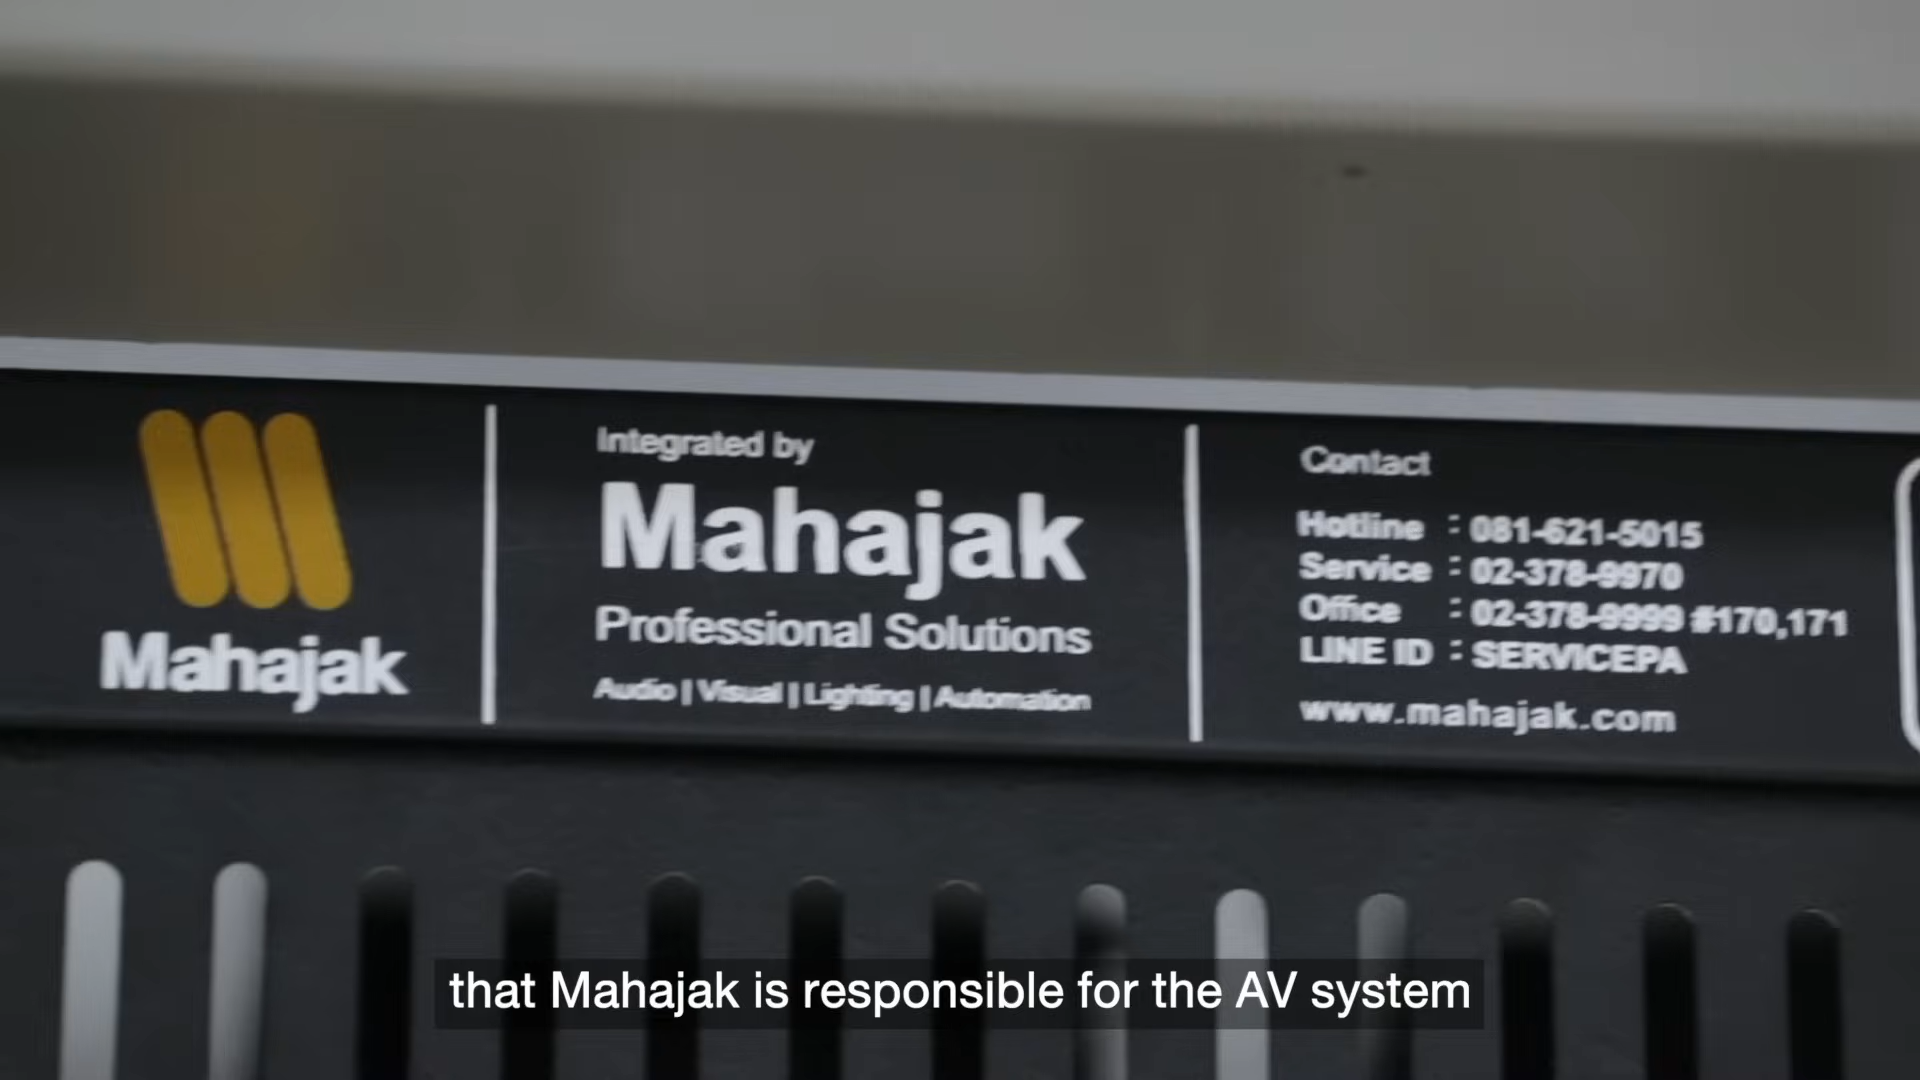 Mahajak
Integrated by
Mahajak
Professional Solutions
Audio | Visual | Lighting | Automation
Contact
Hotline : 081-621-5015
Service : 02-378-9970
Office : 02-378-9999 #170,171
LINE ID : SERVICEPA
www.mahajak.com
that Mahajak is responsible for the AV system